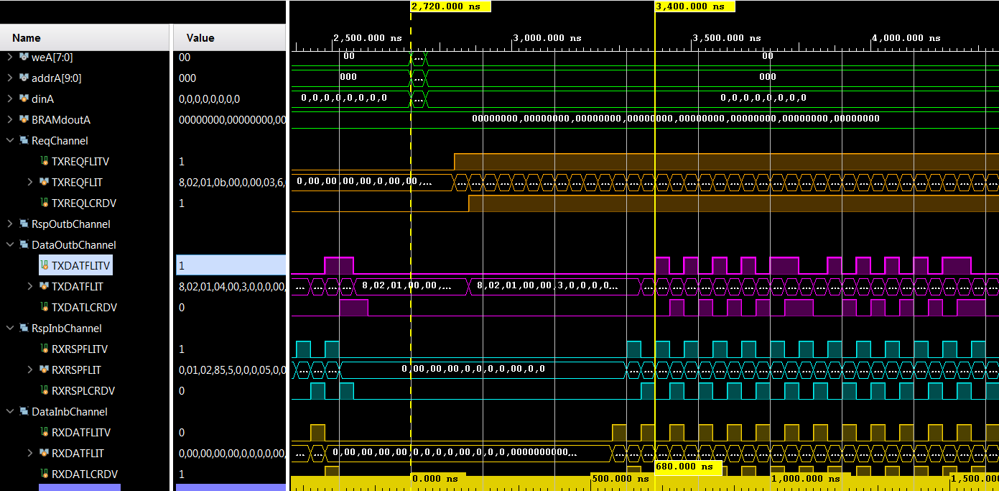 2,720.000 ns 3,400.000 ns
Name Value 2,500.000 ns 3,000.000 ns 3,500.000 ns 4,000.000 ns
weA[7:0] 00 00 ... 00
addrA[9:0] 000 000 ... 000
dinA 0,0,0,0,0,0,0,0 0,0,0,0,0,0,0,0 ... 0,0,0,0,0,0,0,0
BRAMdoutA 00000000,00000000,00 00000000,00000000,00000000,00000000,00000000,00000000,00000000,00000000
ReqChannel
TXREQFLITV 1
TXREQFLIT 8,02,01,0b,00,0,00,03,6, 0,00,00,00,00,0,00,00,...
TXREQLCRDV 1
RspOutbChannel
DataOutbChannel
TXDATFLITV 1
TXDATFLIT 8,02,01,04,00,3,0,0,0,00, 8,02,01,00,00,... 8,02,01,00,00,3,0,0,0,0...
TXDATLCRDV 0
RspInbChannel
RXRSPFLITV 1
RXRSPFLIT 0,01,02,85,5,0,0,0,05,0,0 0,00,00,00,0,0,0,0,00,0,0
RXRSPLCRDV 0
DataInbChannel
RXDATFLITV 0
RXDATFLIT 0,00,00,00,00,0,0,0,0,00, 0,00,00,00,00,0,0,0,0,00,0,0,0,0000000000...
RXDATLCRDV 1
680.000 ns
0.000 ns 500.000 ns 1,000.000 ns 1,500.000